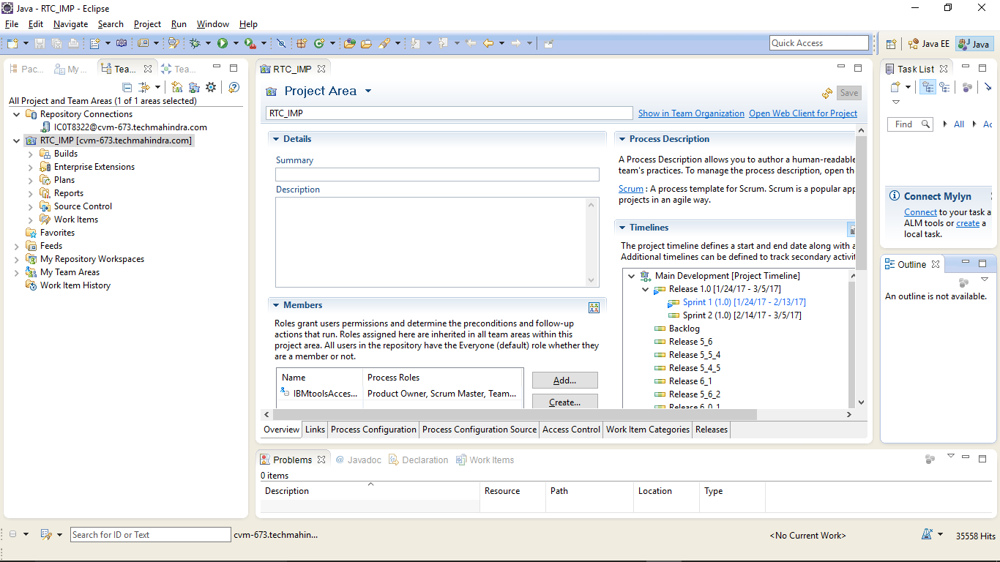 Java - RTC_IMP - Eclipse
File Edit Navigate Search Project Run Window Help
Quick Access
Java EE
Java
Pac...
My ...
Tea...
Tea...
All Project and Team Areas (1 of 1 areas selected)
Repository Connections
IC0T8322@cvm-673.techmahindra.com
RTC_IMP [cvm-673.techmahindra.com]
Builds
Enterprise Extensions
Plans
Reports
Source Control
Work Items
Favorites
Feeds
My Repository Workspaces
My Team Areas
Work Item History
RTC_IMP
Project Area
Save
RTC_IMP
Show in Team Organization
Open Web Client for Project
Details
Summary
Description
Members
Roles grant users permissions and determine the preconditions and follow-up
actions that run. Roles assigned here are inherited in all team areas within this
project area. All users in the repository have the Everyone (default) role whether they
are a member or not.
Name Process Roles
IBMtoolsAcces... Product Owner, Scrum Master, Team...
Add...
Create...
Process Description
A Process Description allows you to author a human-readable
team's practices. To manage the process description, open th
Scrum : A process template for Scrum. Scrum is a popular app
projects in an agile way.
Timelines
The project timeline defines a start and end date along with a
Additional timelines can be defined to track secondary activit
Main Development [Project Timeline]
Release 1.0 [1/24/17 - 3/5/17]
Sprint 1 (1.0) [1/24/17 - 2/13/17]
Sprint 2 (1.0) [2/14/17 - 3/5/17]
Backlog
Release 5_6
Release 5_5_4
Release 5_4_5
Release 6_1
Release 5_6_2
Release 6_0_1
Overview Links Process Configuration Process Configuration Source Access Control Work Item Categories Releases
Task List
Find
All
Ac
Connect Mylyn
Connect to your task a
ALM tools or create a
local task.
Outline
An outline is not available.
Problems
@ Javadoc
Declaration
Work Items
0 items
Description Resource Path Location Type
Search for ID or Text
cvm-673.techmahin...
<No Current Work>
35558 Hits